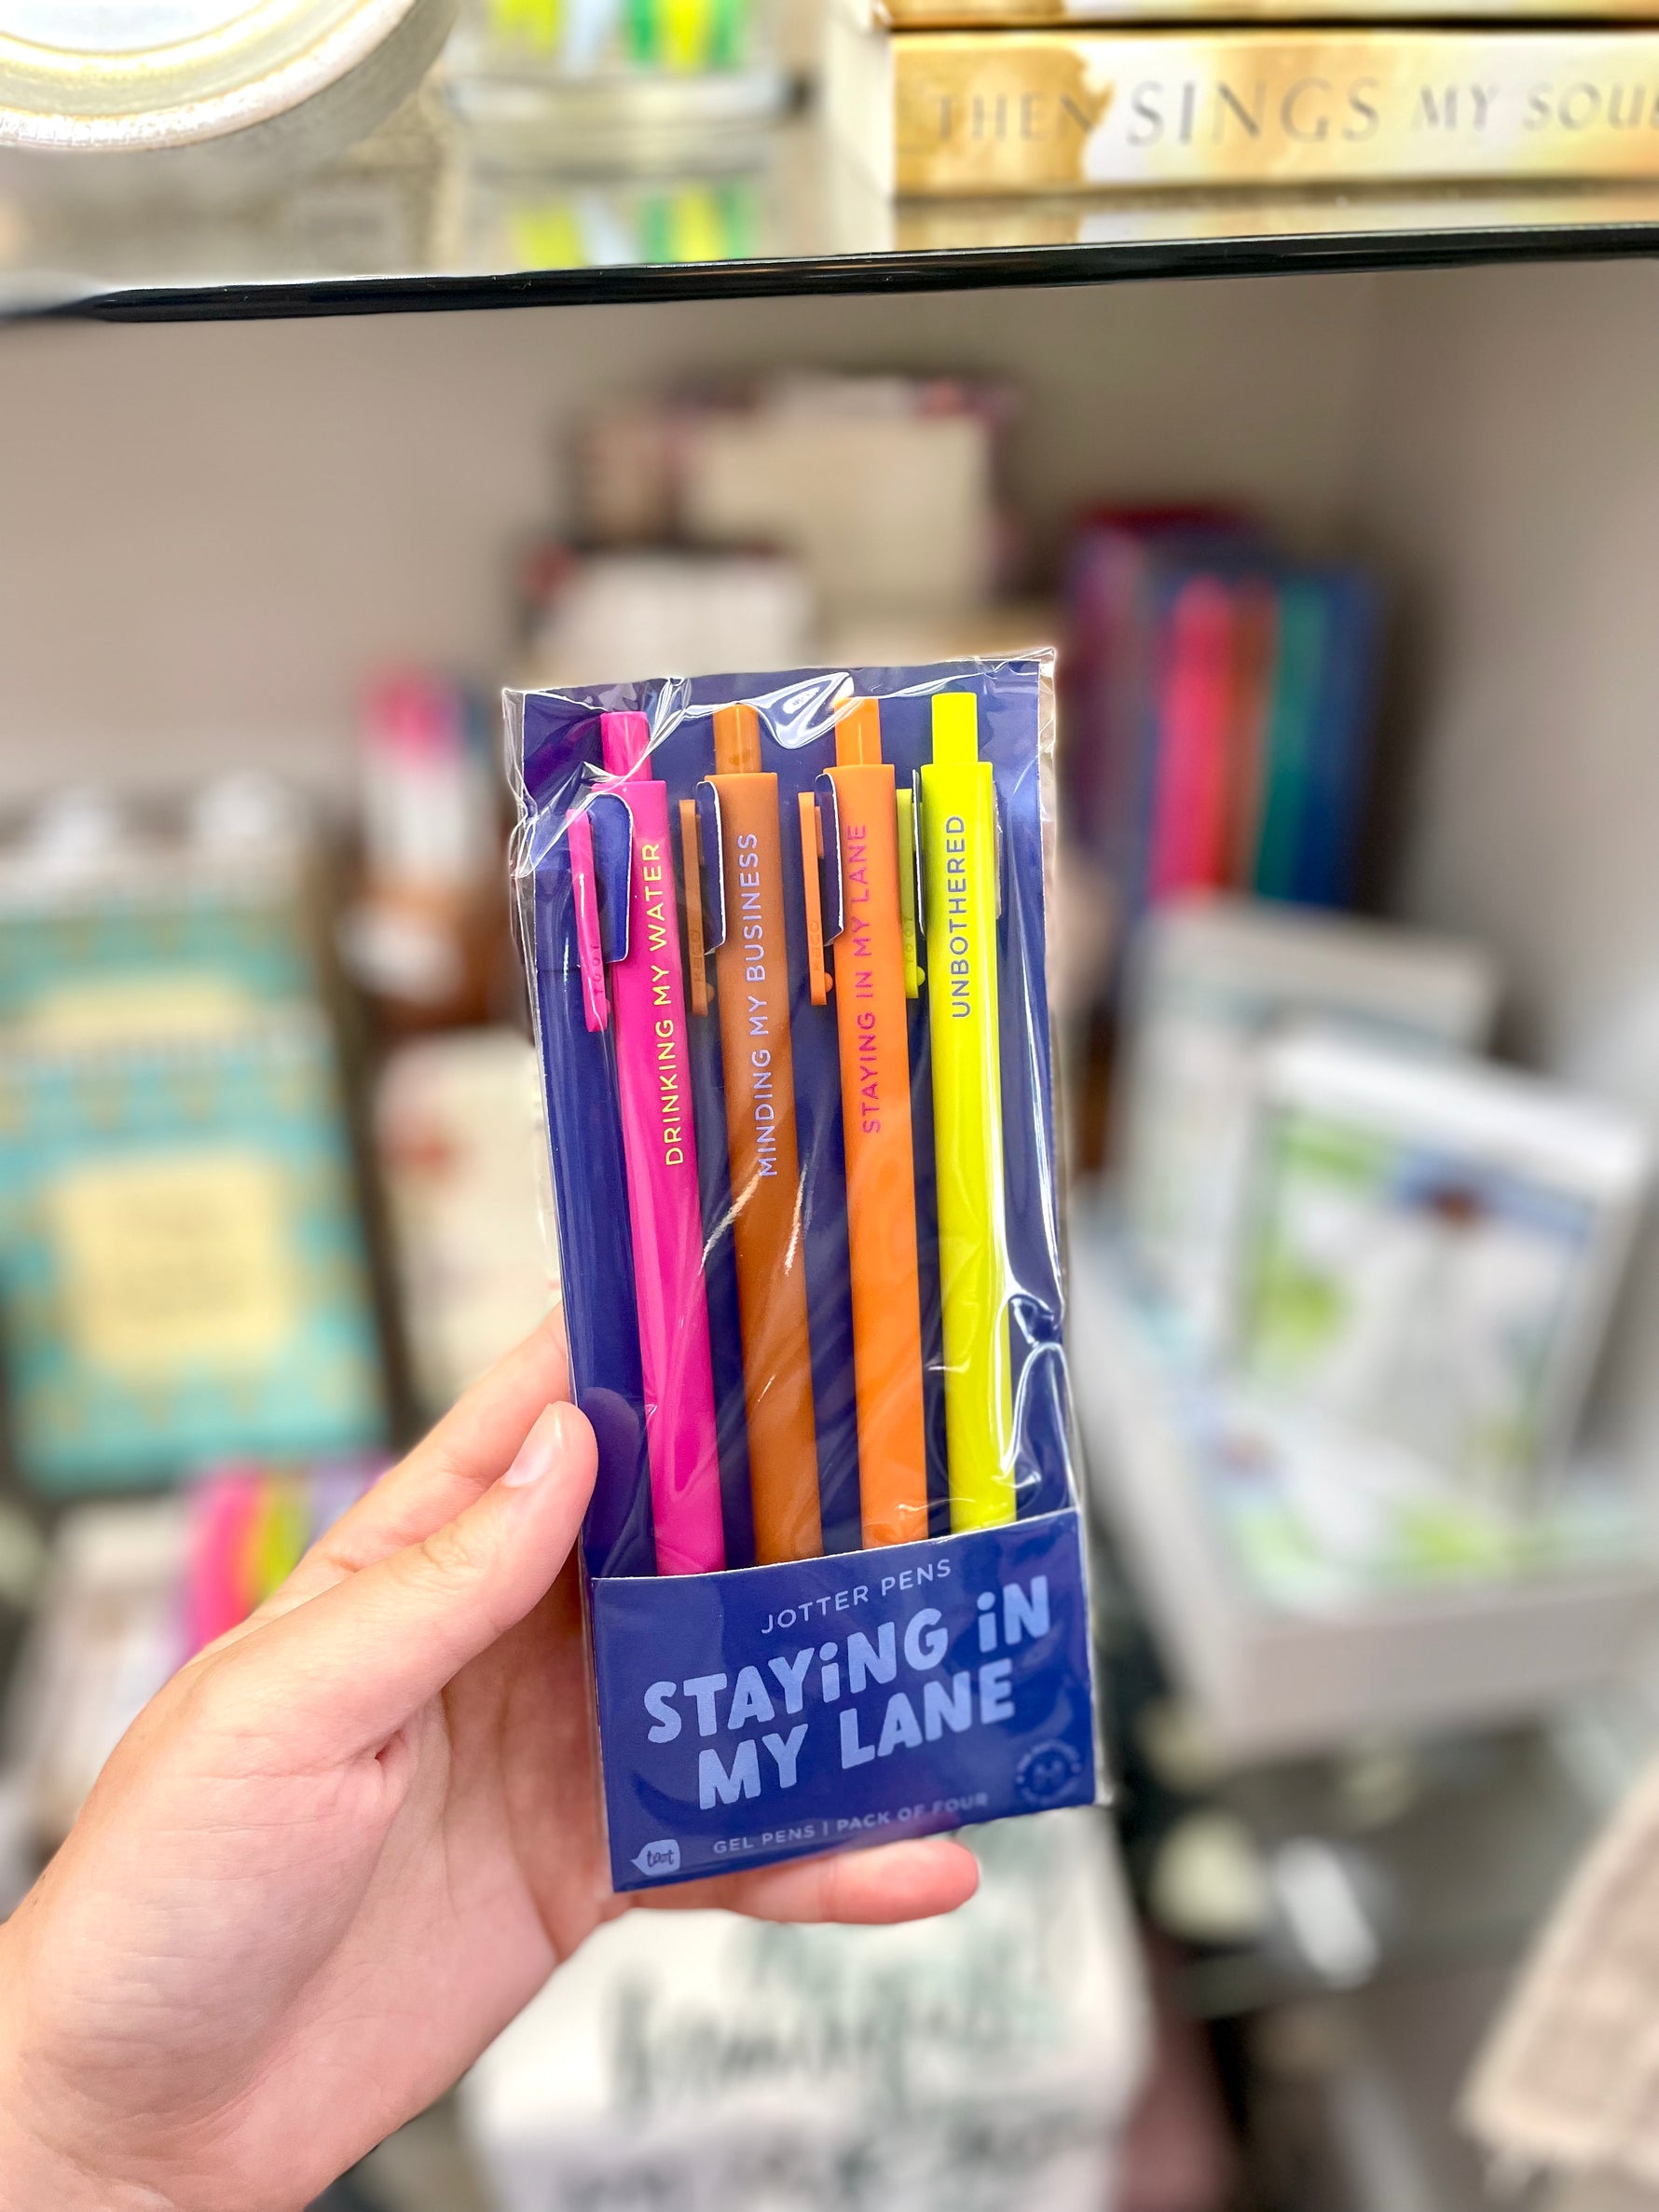 THEN SINGS MY SOUL
DRINKING MY WATER
MINDING MY BUSINESS
STAYING IN MY LANE
UNBOTHERED
JOTTER PENS
STAYiNG iN
MY LANE
GEL PENS | PACK OF FOUR